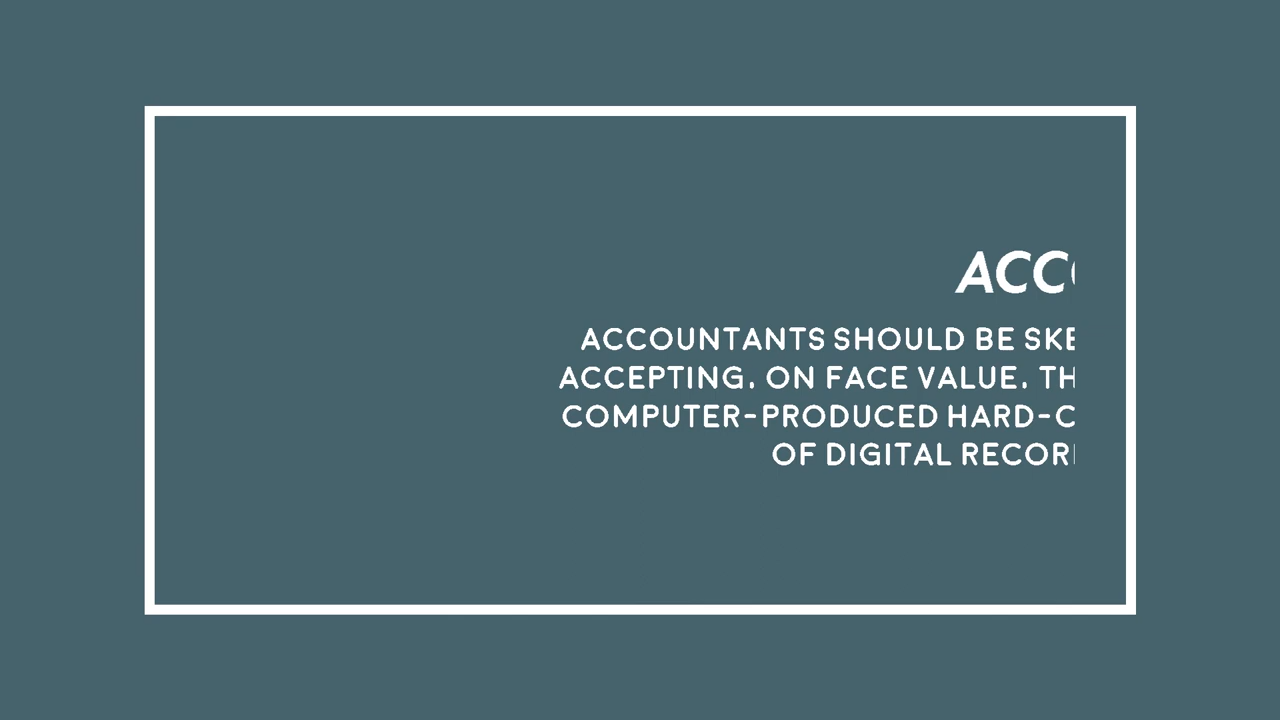 ACC
ACCOUNTANTS SHOULD BE SKE
ACCEPTING, ON FACE VALUE, TH
COMPUTER-PRODUCED HARD-C
OF DIGITAL RECOR